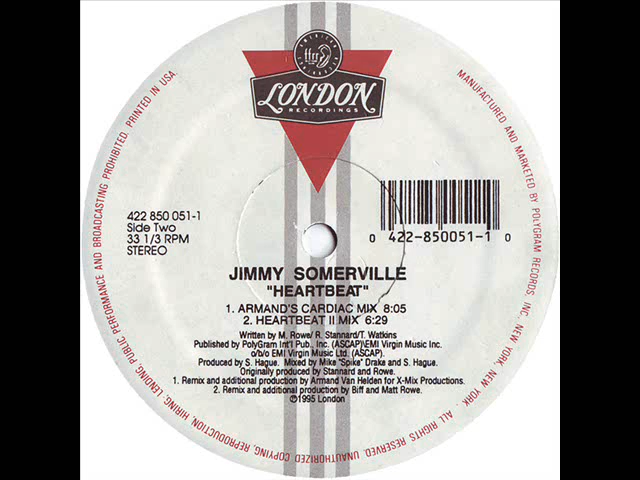 ffrr
LONDON
RECORDINGS
422 850 051-1
Side Two
33 1/3 RPM
STEREO
0 422-850051-1 0
JIMMY SOMERVILLE
"HEARTBEAT"
1. ARMAND'S CARDIAC MIX 8:05
2. HEARTBEAT II MIX 6:29
Written by M. Rowe/ R. Stannard/T. Watkins
Published by PolyGram Int'l Pub., Inc. (ASCAP)\EMI Virgin Music Inc.
o/b/o EMI Virgin Music Ltd. (ASCAP).
Produced by S. Hague. Mixed by Mike "Spike" Drake and S. Hague.
Originally produced by Stannard and Rowe.
1. Remix and additional production by Armand Van Helden for X-Mix Productions.
2. Remix and additional production by Biff and Matt Rowe.
℗1995 London
MANUFACTURED AND MARKETED BY POLYGRAM RECORDS, INC. NEW YORK, NEW YORK. ALL RIGHTS RESERVED. UNAUTHORIZED COPYING, REPRODUCTION, HIRING, LENDING, PUBLIC PERFORMANCE AND BROADCASTING PROHIBITED. PRINTED IN USA.